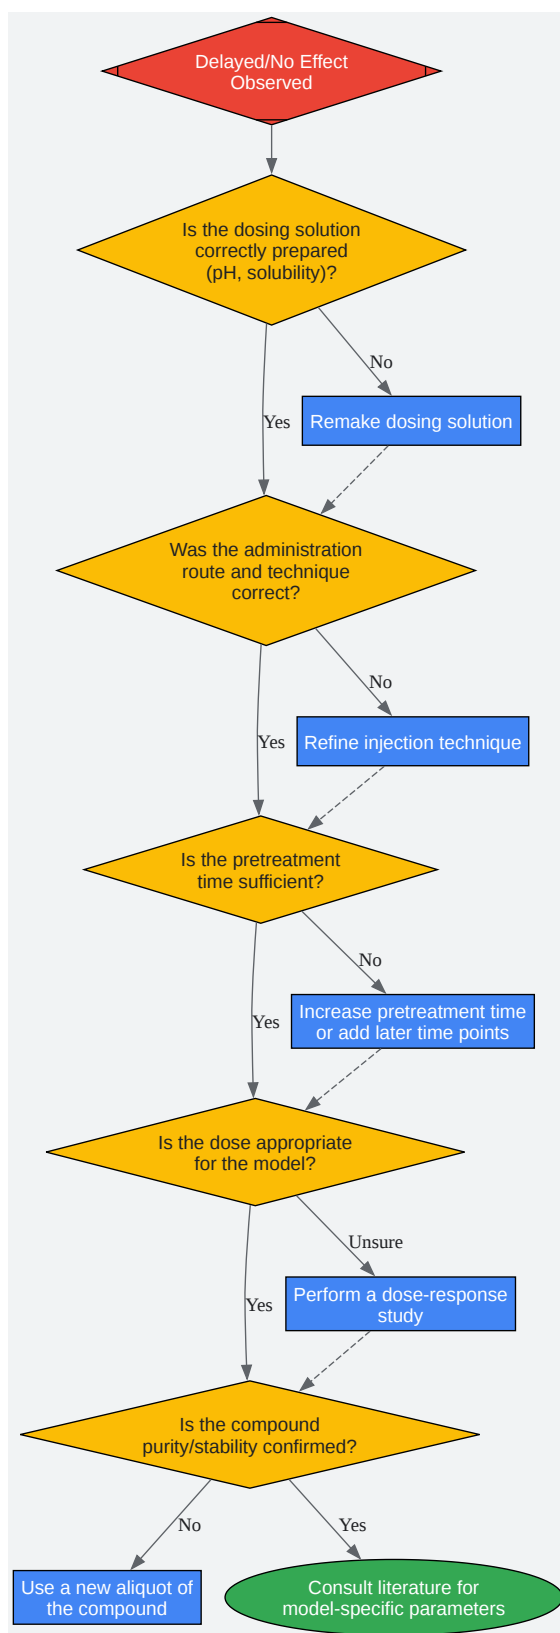 Delayed/No Effect
Observed
Is the dosing solution
correctly prepared
(pH, solubility)?
No
Yes
Remake dosing solution
Was the administration
route and technique
correct?
No
Yes
Refine injection technique
Is the pretreatment
time sufficient?
No
Yes
Increase pretreatment time
or add later time points
Is the dose appropriate
for the model?
Unsure
Yes
Perform a dose-response
study
Is the compound
purity/stability confirmed?
No
Yes
Use a new aliquot of
the compound
Consult literature for
model-specific parameters